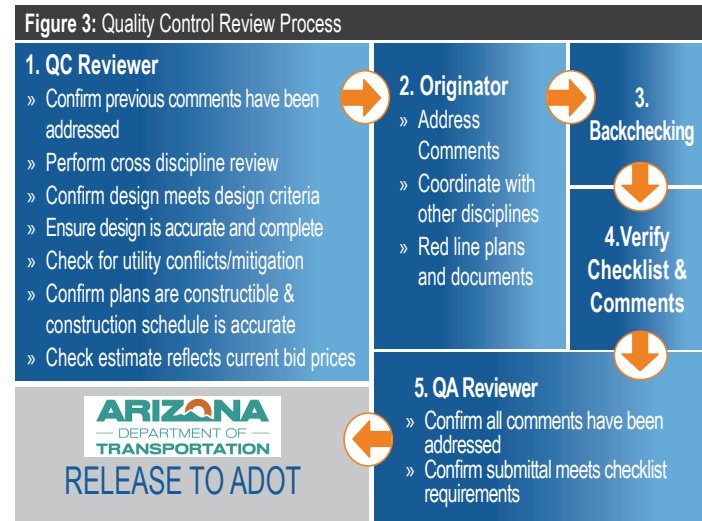 Figure 3: Quality Control Review Process
1. QC Reviewer
» Confirm previous comments have been
addressed
» Perform cross discipline review
» Confirm design meets design criteria
» Ensure design is accurate and complete
» Check for utility conflicts/mitigation
» Confirm plans are constructible &
construction schedule is accurate
» Check estimate reflects current bid prices
2. Originator
» Address
Comments
» Coordinate with
other disciplines
» Red line plans
and documents
3.
Backchecking
4.Verify
Checklist &
Comments
5. QA Reviewer
» Confirm all comments have been
addressed
» Confirm submittal meets checklist
requirements
ARIZONA
DEPARTMENT OF
TRANSPORTATION
RELEASE TO ADOT